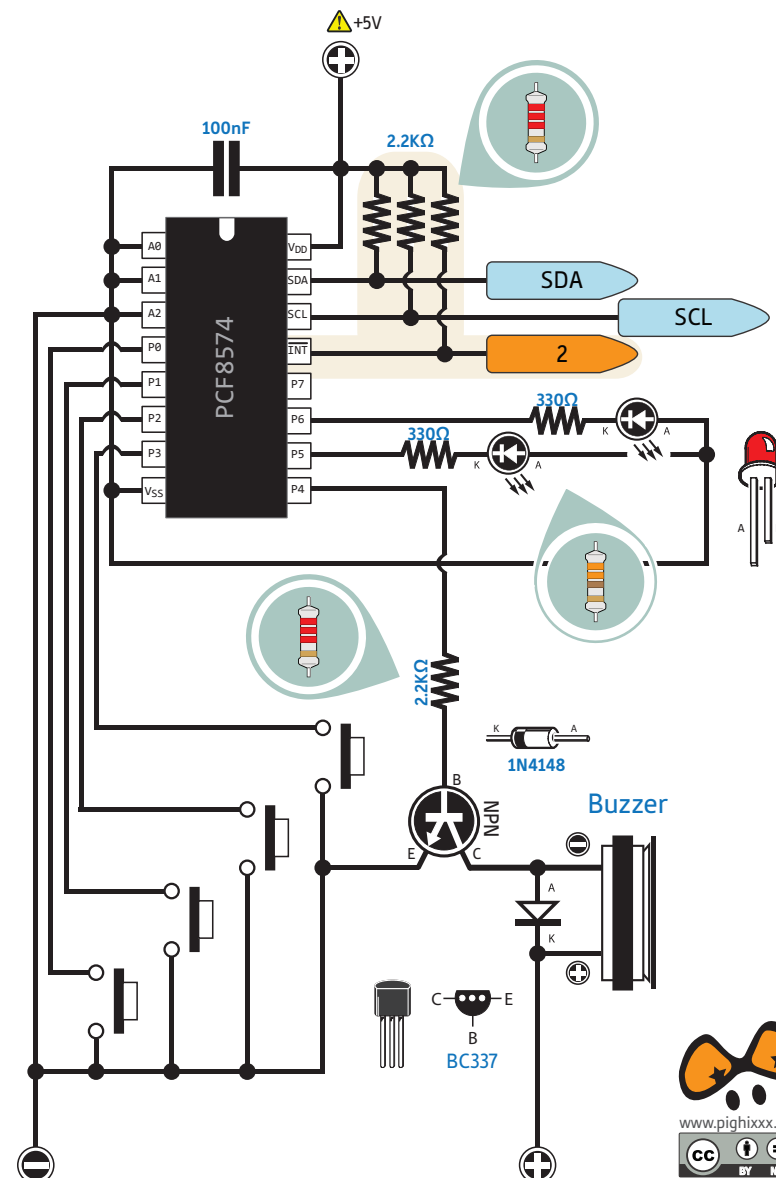 +5V
100nF
2.2KΩ
A0
VDD
A1
SDA
SDA
A2
SCL
SCL
P0
INT
2
P1
P7
P2
P6
330Ω
K
A
P3
P5
330Ω
K
A
VSS
P4
PCF8574
A
2.2KΩ
K
A
1N4148
B
NPN
E
C
Buzzer
A
K
C
E
B
BC337
www.pighixxx.
cc
BY